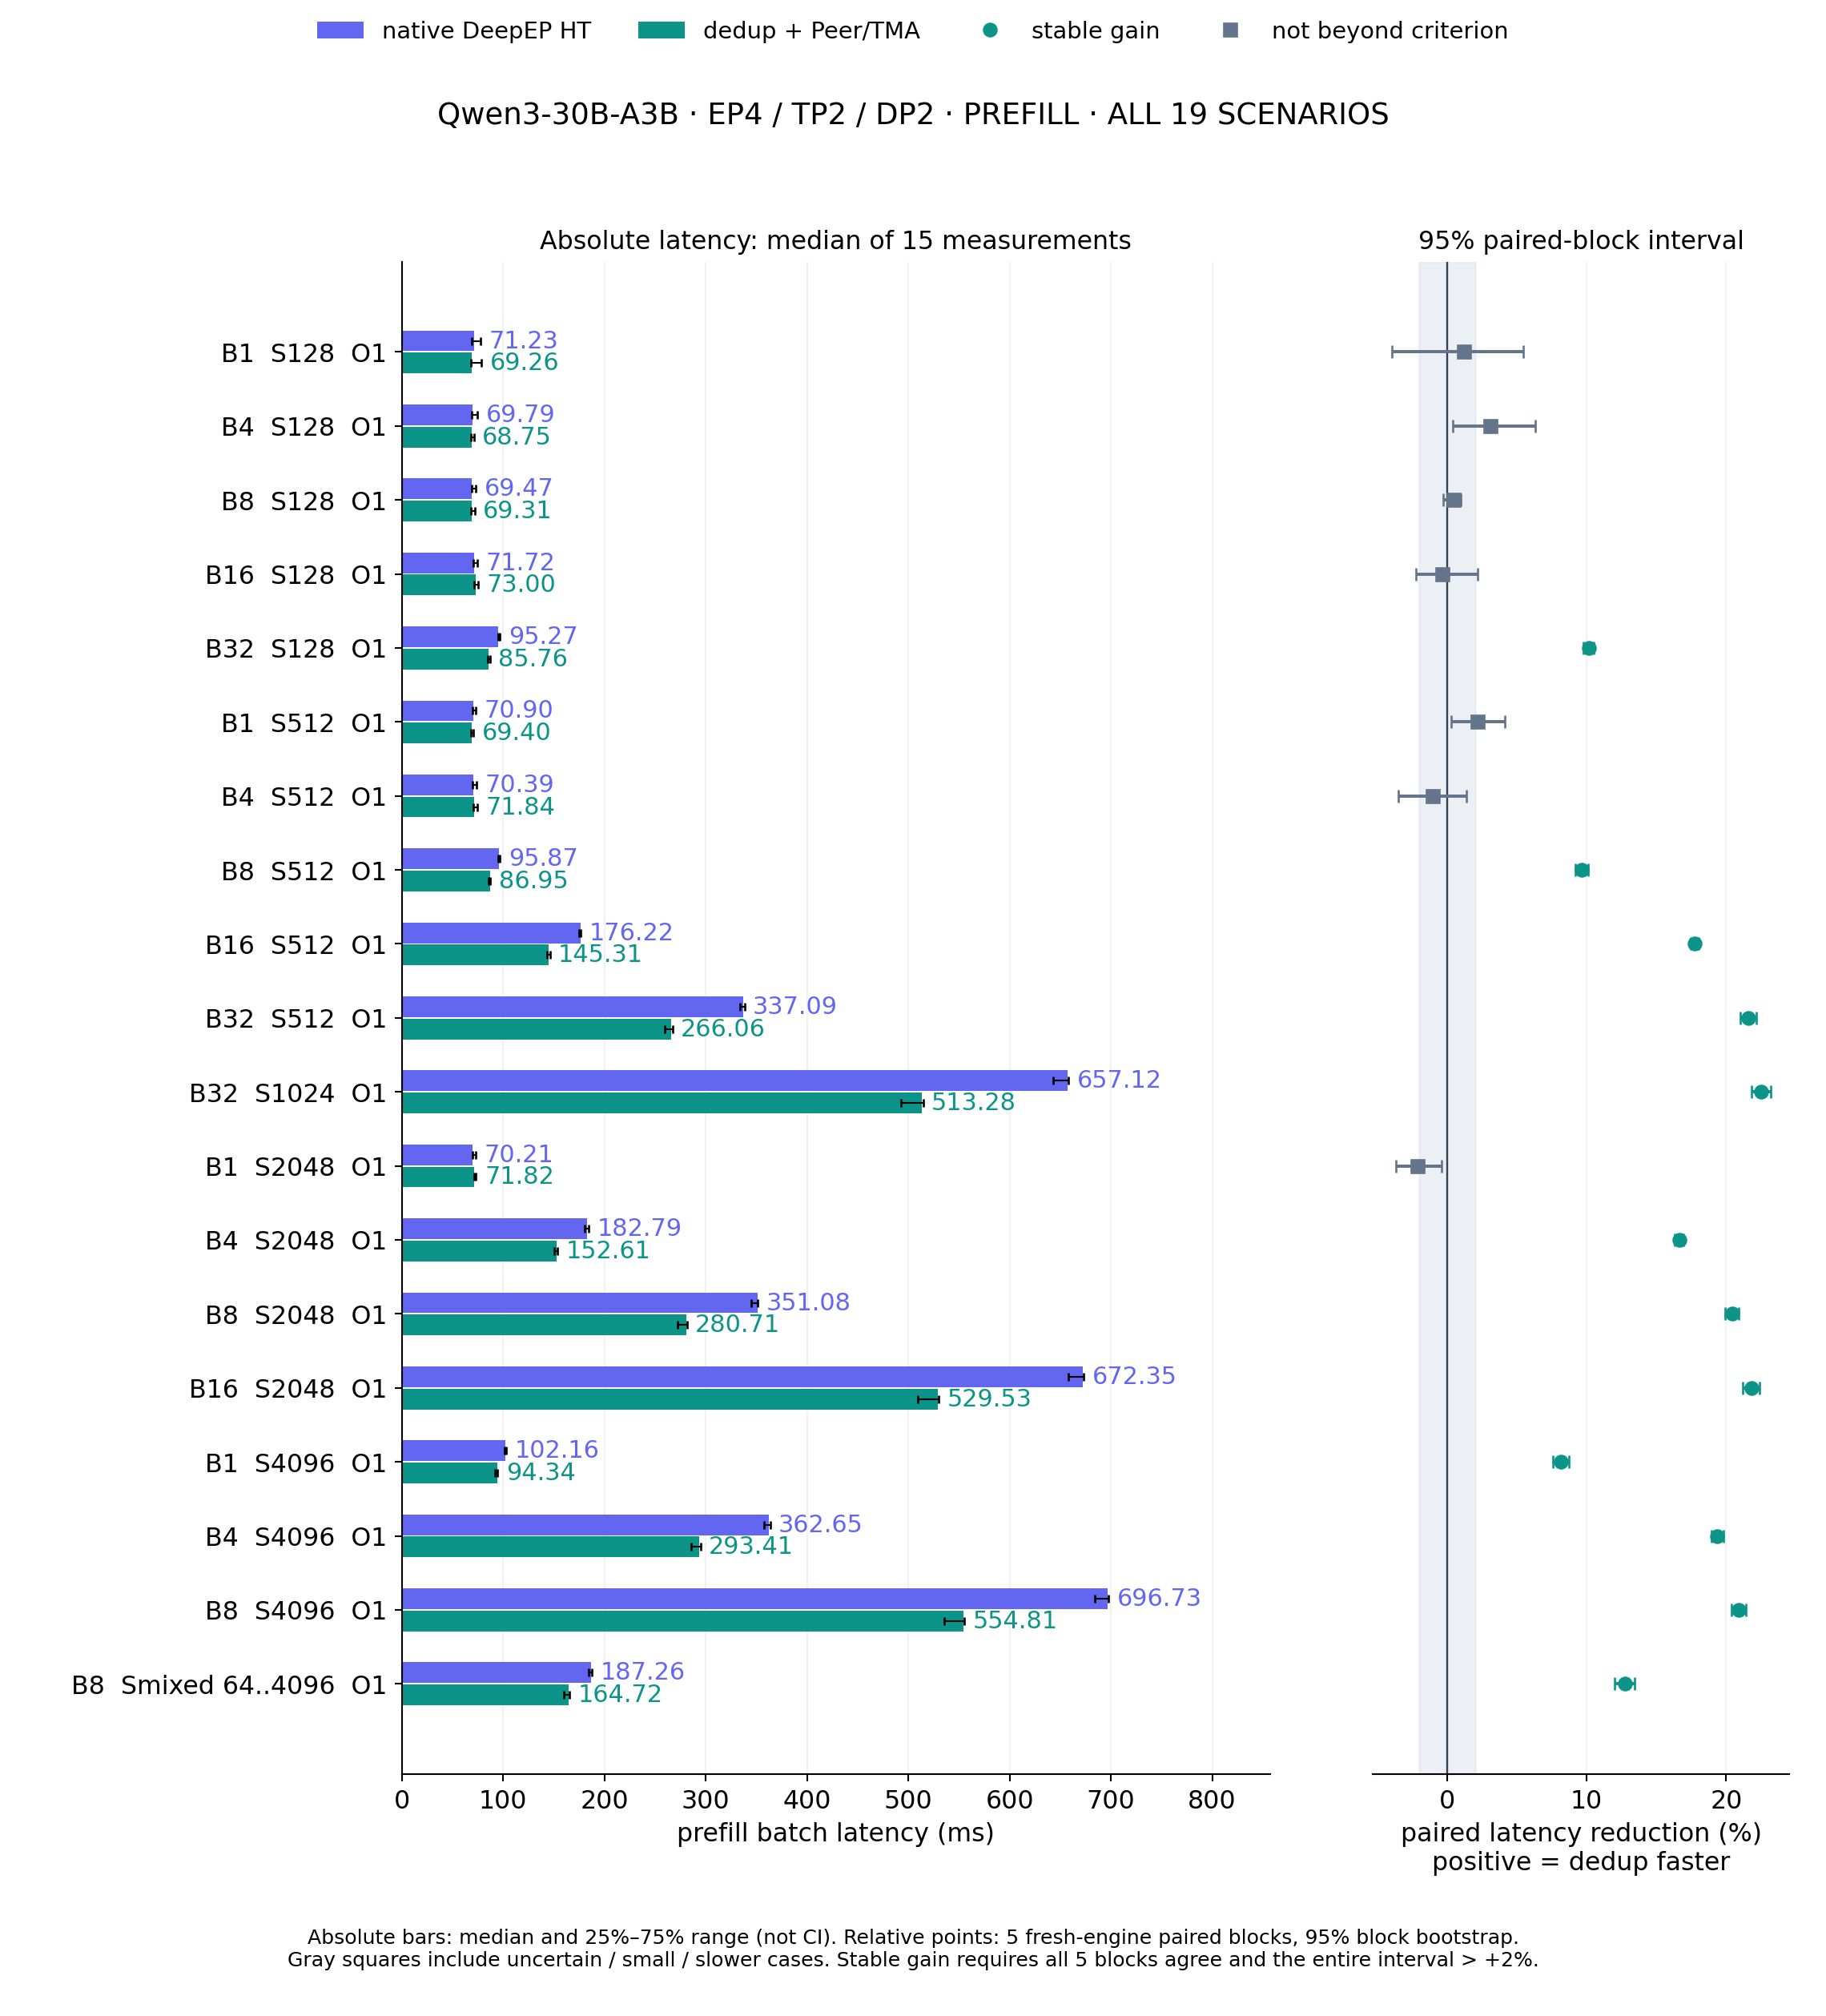 native DeepEP HT   dedup + Peer/TMA   stable gain   not beyond criterion
Qwen3-30B-A3B · EP4 / TP2 / DP2 · PREFILL · ALL 19 SCENARIOS
Absolute latency: median of 15 measurements
95% paired-block interval
B1 S128 O1
71.23
69.26
B4 S128 O1
69.79
68.75
B8 S128 O1
69.47
69.31
B16 S128 O1
71.72
73.00
B32 S128 O1
95.27
85.76
B1 S512 O1
70.90
69.40
B4 S512 O1
70.39
71.84
B8 S512 O1
95.87
86.95
B16 S512 O1
176.22
145.31
B32 S512 O1
337.09
266.06
B32 S1024 O1
657.12
513.28
B1 S2048 O1
70.21
71.82
B4 S2048 O1
182.79
152.61
B8 S2048 O1
351.08
280.71
B16 S2048 O1
672.35
529.53
B1 S4096 O1
102.16
94.34
B4 S4096 O1
362.65
293.41
B8 S4096 O1
696.73
554.81
B8 Smixed 64..4096 O1
187.26
164.72
0 100 200 300 400 500 600 700 800
prefill batch latency (ms)
0 10 20
paired latency reduction (%)
positive = dedup faster
Absolute bars: median and 25%–75% range (not CI). Relative points: 5 fresh-engine paired blocks, 95% block bootstrap.
Gray squares include uncertain / small / slower cases. Stable gain requires all 5 blocks agree and the entire interval > +2%.